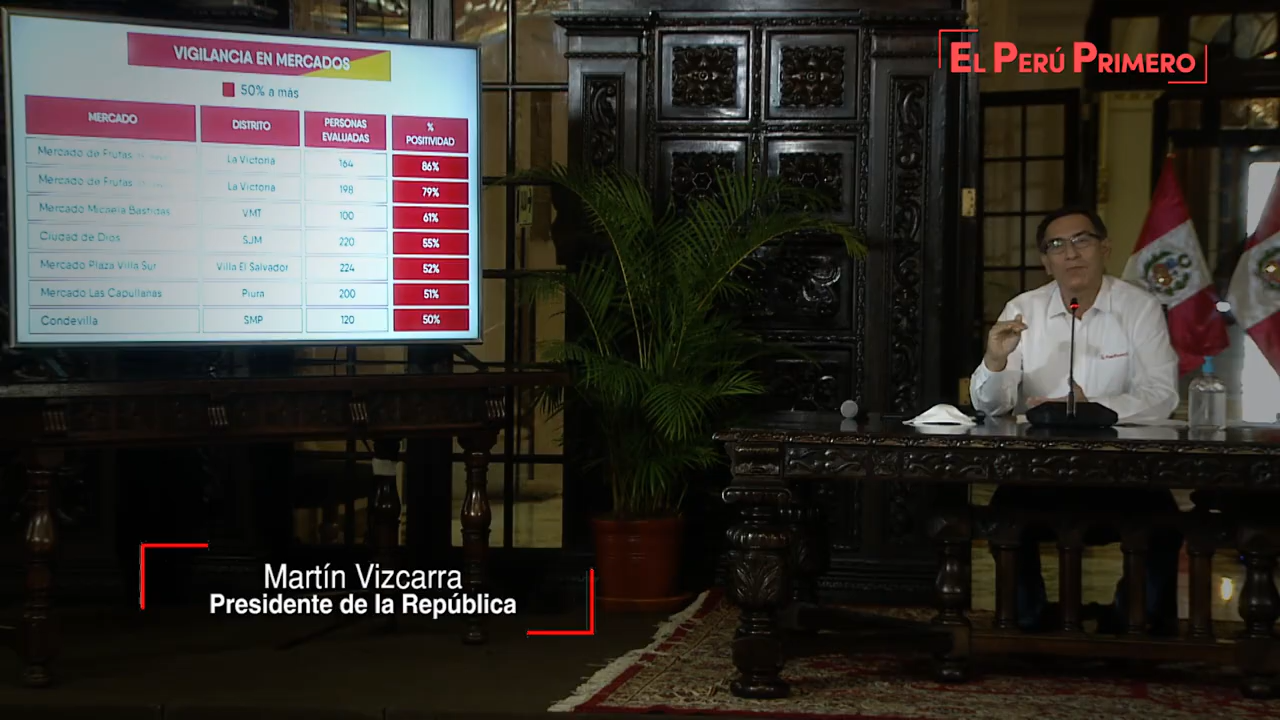 VIGILANCIA EN MERCADOS
50% a más
MERCADO DISTRITO PERSONAS EVALUADAS % POSITIVIDAD
Mercado de Frutas La Victoria 164 86%
Mercado de Frutas La Victoria 198 79%
Mercado Micaela Bastidas VMT 100 61%
Ciudad de Dios SJM 220 55%
Mercado Plaza Villa Sur Villa El Salvador 224 52%
Mercado Las Capullanas Piura 200 51%
Condevilla SMP 120 50%
EL PERÚ PRIMERO
Martín Vizcarra
Presidente de la República